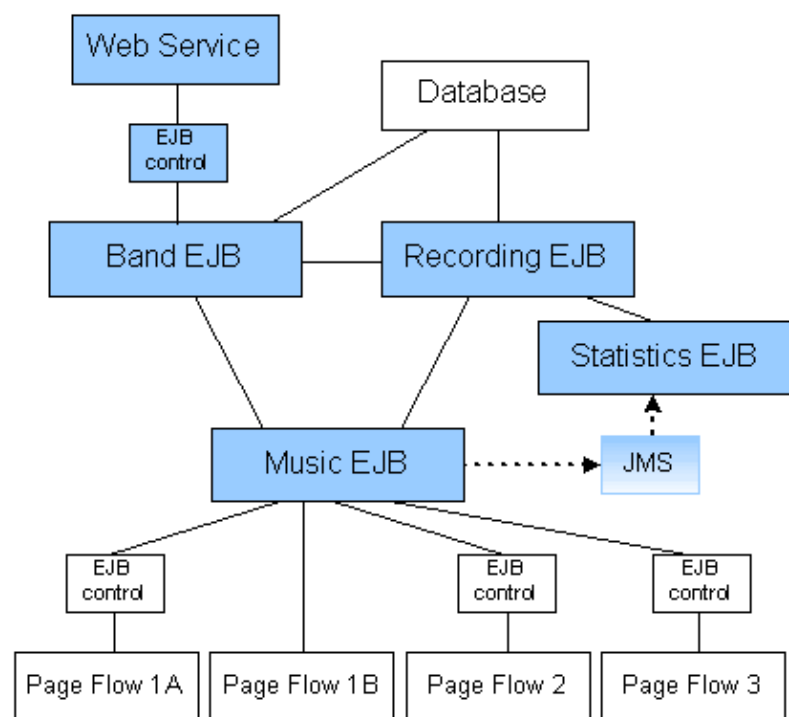 Web Service
Database
EJB
control
Band EJB
Recording EJB
Statistics EJB
Music EJB
JMS
EJB
control
EJB
control
EJB
control
Page Flow 1A
Page Flow 1B
Page Flow 2
Page Flow 3